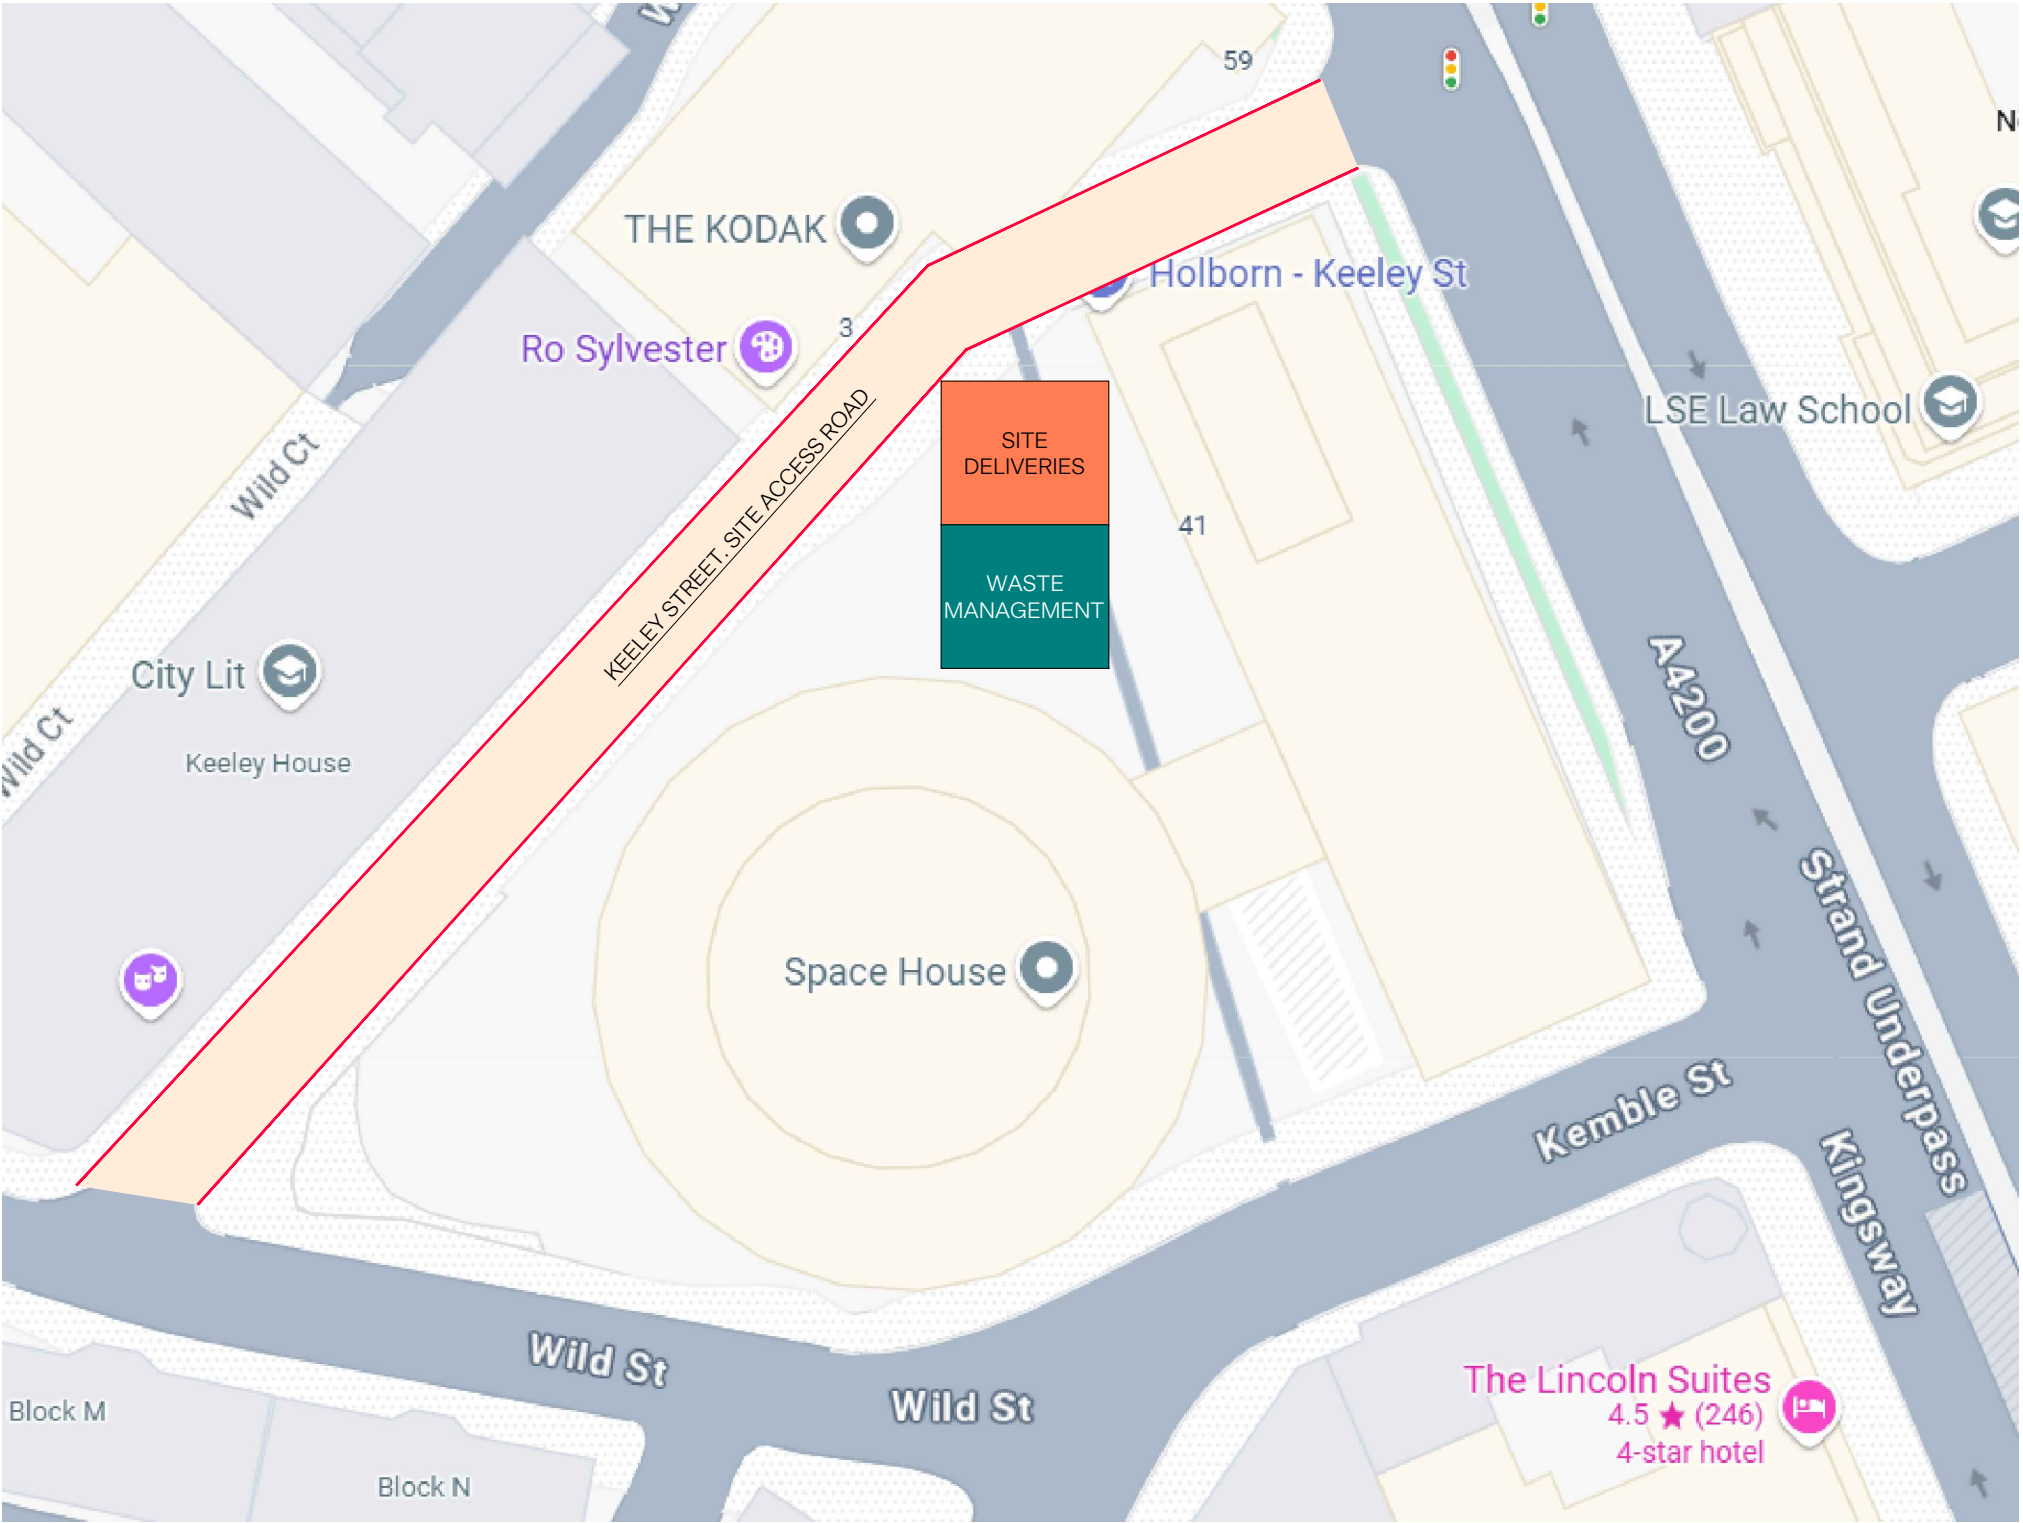 59
N
THE KODAK
Holborn - Keeley St
3
Ro Sylvester
LSE Law School
KEELEY STREET. SITE ACCESS ROAD
SITE
DELIVERIES
Wild Ct
41
WASTE
MANAGEMENT
City Lit
A4200
Wild Ct
Keeley House
Space House
Strand Underpass
Kemble St
Kingsway
Wild St
Wild St
The Lincoln Suites
4.5 ★ (246)
4-star hotel
Block M
Block N